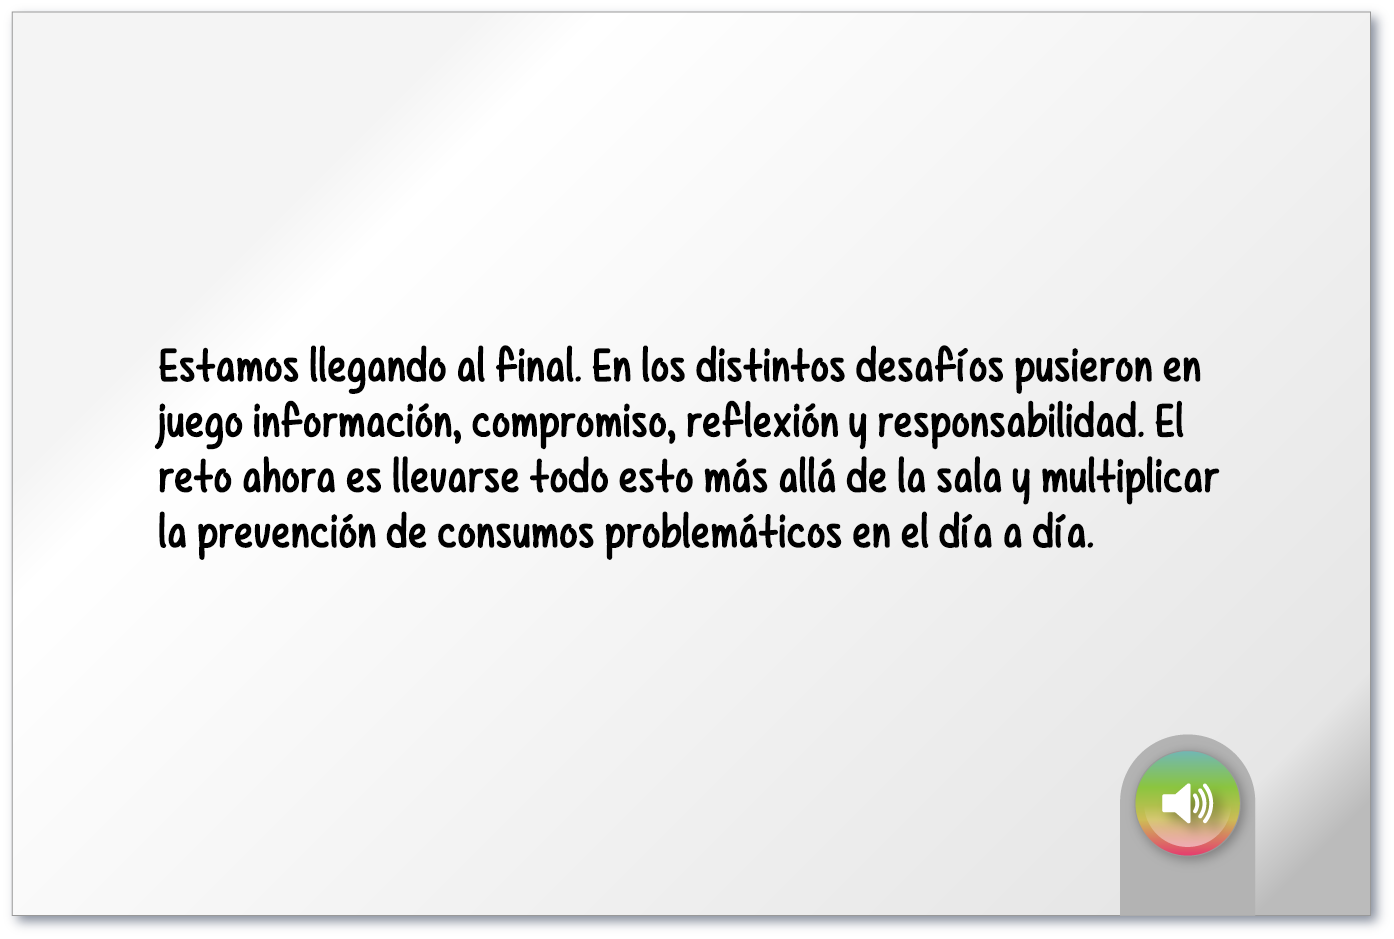 Estamos llegando al final. En los distintos desafíos pusieron en
juego información, compromiso, reflexión y responsabilidad. El
reto ahora es llevarse todo esto más allá de la sala y multiplicar
la prevención de consumos problemáticos en el día a día.